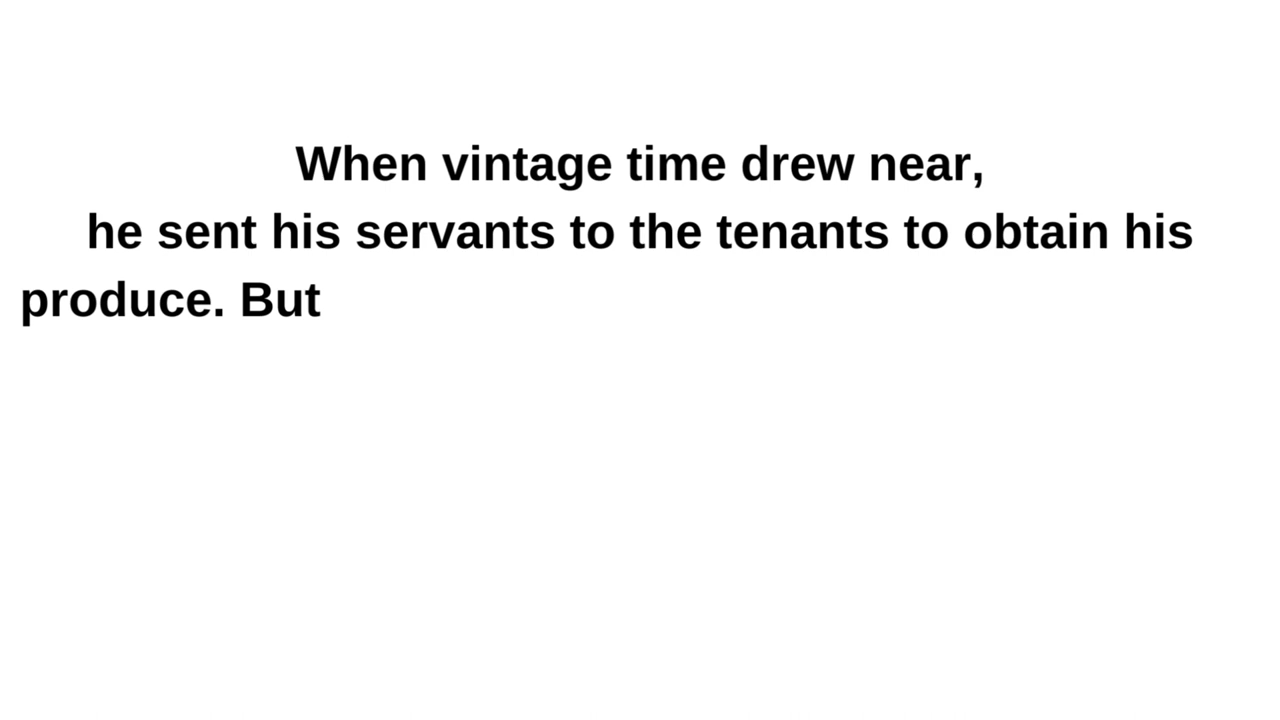 When vintage time drew near,
he sent his servants to the tenants to obtain his
produce. But